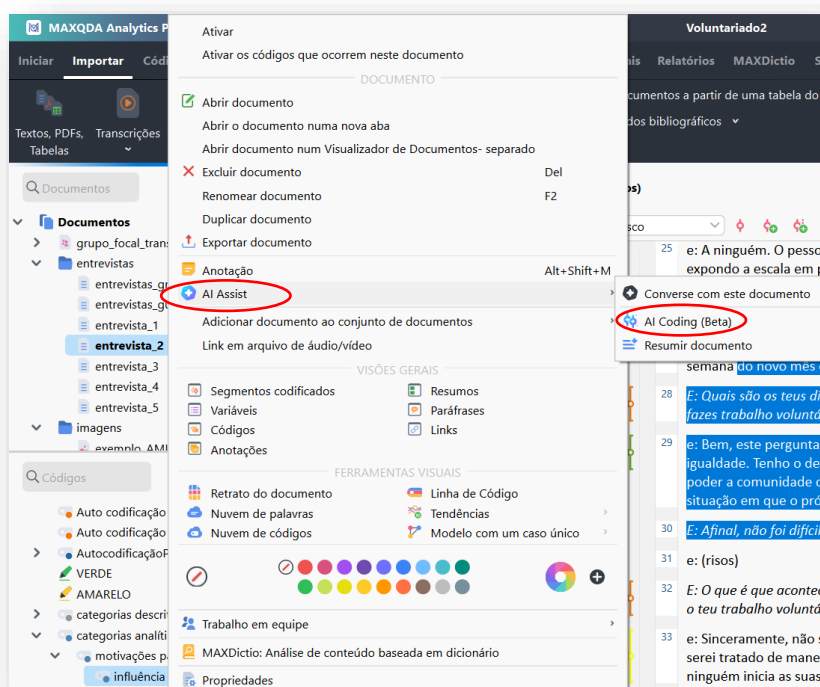 MAXQDA Analytics P
Voluntariado2
Iniciar
Importar
Códi
Relatórios
MAXDictio
Textos, PDFs,
Tabelas
Transcrições
cumentos a partir de uma tabela do
dos bibliográficos
Documentos
Documentos
grupo_focal_trans
entrevistas
entrevistas_gr
entrevistas_g
entrevista_1
entrevista_2
entrevista_3
entrevista_4
entrevista_5
imagens
exemplo_AMI
Códigos
Auto codificação
Auto codificação
AutocodificaçãoP
VERDE
AMARELO
categorias descri
categorias analíti
motivações p
influência
Ativar
Ativar os códigos que ocorrem neste documento
DOCUMENTO
Abrir documento
Abrir o documento numa nova aba
Abrir documento num Visualizador de Documentos- separado
Excluir documento Del
Renomear documento F2
Duplicar documento
Exportar documento
Anotação Alt+Shift+M
AI Assist
Adicionar documento ao conjunto de documentos
Link em arquivo de áudio/vídeo
VISÕES GERAIS
Segmentos codificados
Resumos
Variáveis
Paráfrases
Códigos
Links
Anotações
FERRAMENTAS VISUAIS
Retrato do documento
Linha de Código
Nuvem de palavras
Tendências
Nuvem de códigos
Modelo com um caso único
Trabalho em equipe
MAXDictio: Análise de conteúdo baseada em dicionário
Propriedades
Converse com este documento
AI Coding (Beta)
Resumir documento
os)
sco
25 e: A ninguém. O pesso
expondo a escala em p
semana do novo mês
28 E: Quais são os teus di
fazes trabalho voluntá
29 e: Bem, este pergunta
igualdade. Tenho o de
poder a comunidade
situação em que o pró
30 E: Afinal, não foi difíci
31 e: (risos)
32 E: O que é que aconte
o teu trabalho voluntá
33 e: Sinceramente, não s
serei tratado de mane
ninguém inicia as suas